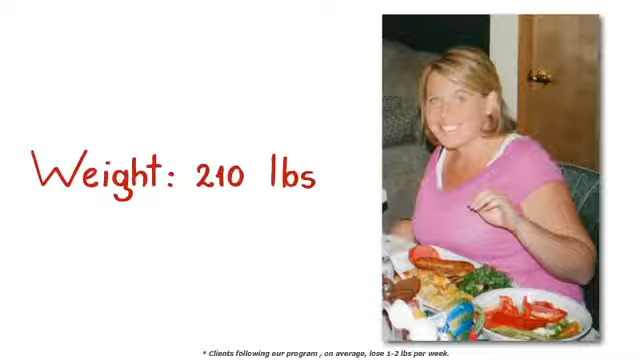 Weight: 210 lbs
* Clients following our program , on average, lose 1-2 lbs per week.